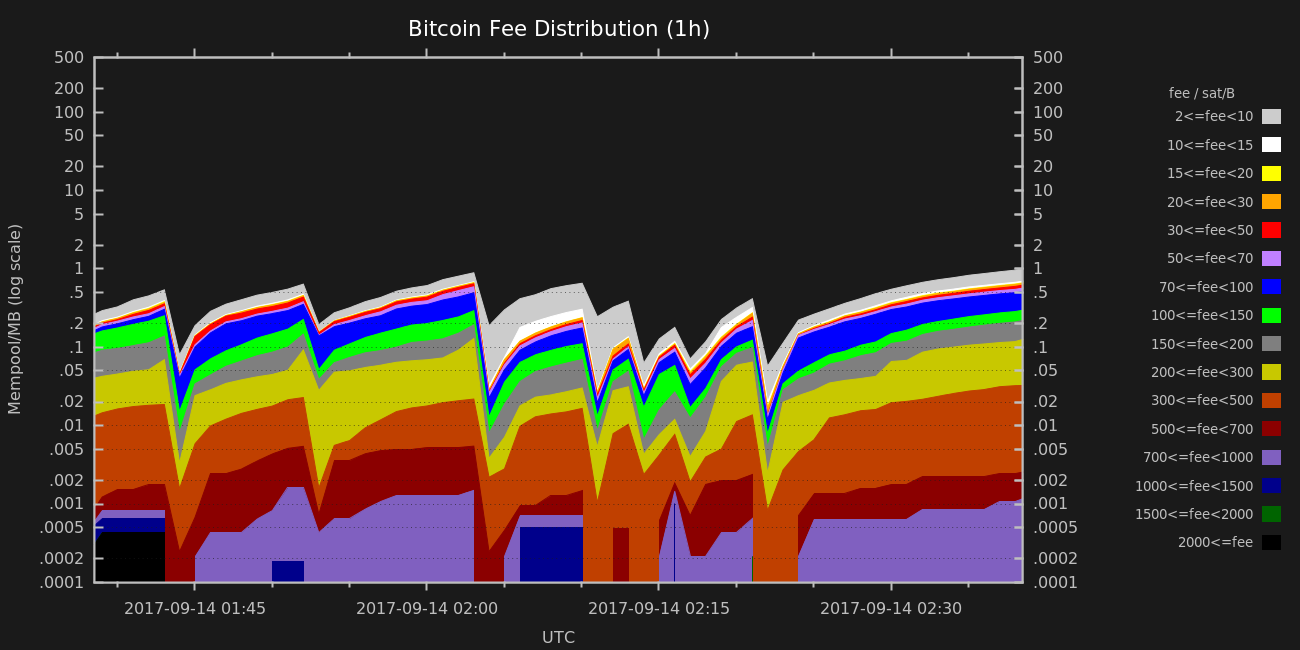 Bitcoin Fee Distribution (1h)
500 500
200 200
100 100
50 50
20 20
10 10
5 5
2 2
1 1
.5 .5
.2 .2
.1 .1
.05 .05
.02 .02
.01 .01
.005 .005
.002 .002
.001 .001
.0005 .0005
.0002 .0002
.0001 .0001
Mempool/MB (log scale)
2017-09-14 01:45 2017-09-14 02:00 2017-09-14 02:15 2017-09-14 02:30
UTC
fee / sat/B
2<=fee<10
10<=fee<15
15<=fee<20
20<=fee<30
30<=fee<50
50<=fee<70
70<=fee<100
100<=fee<150
150<=fee<200
200<=fee<300
300<=fee<500
500<=fee<700
700<=fee<1000
1000<=fee<1500
1500<=fee<2000
2000<=fee